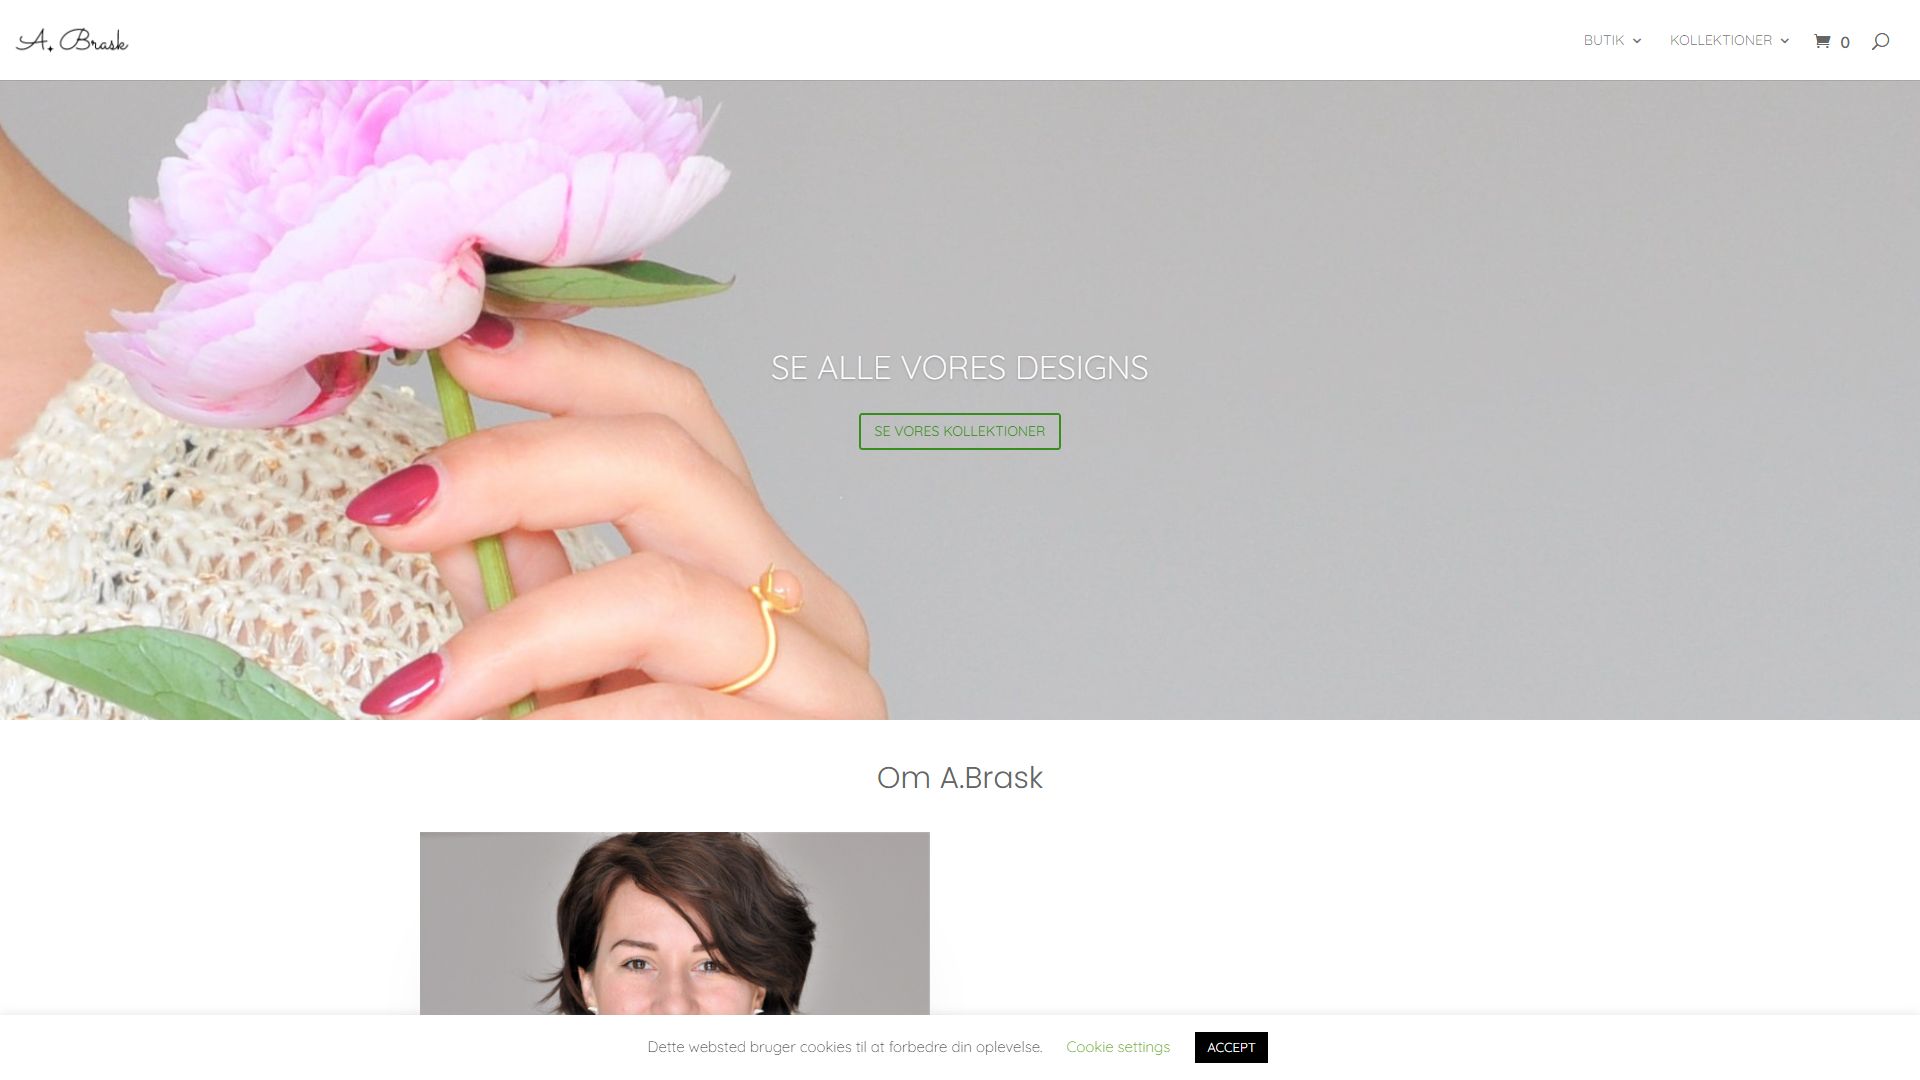 A. Brask
BUTIK
KOLLEKTIONER
0
SE ALLE VORES DESIGNS
SE VORES KOLLEKTIONER
Om A.Brask
Dette websted bruger cookies til at forbedre din oplevelse. Cookie settings ACCEPT